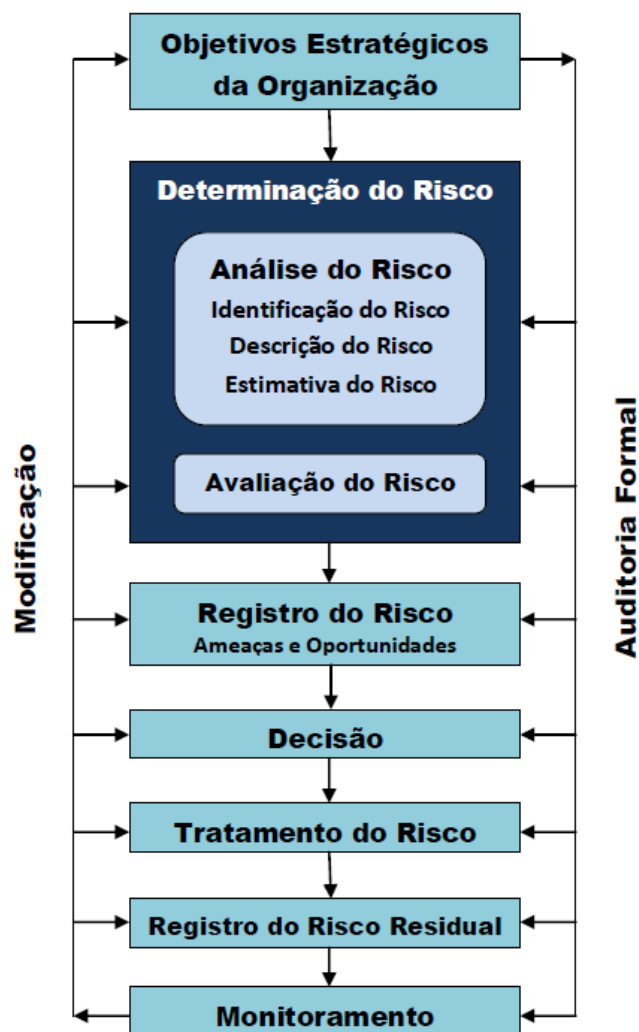 Objetivos Estratégicos
da Organização
Determinação do Risco
Análise do Risco
Identificação do Risco
Descrição do Risco
Estimativa do Risco
Avaliação do Risco
Modificação
Auditoria Formal
Registro do Risco
Ameaças e Oportunidades
Decisão
Tratamento do Risco
Registro do Risco Residual
Monitoramento